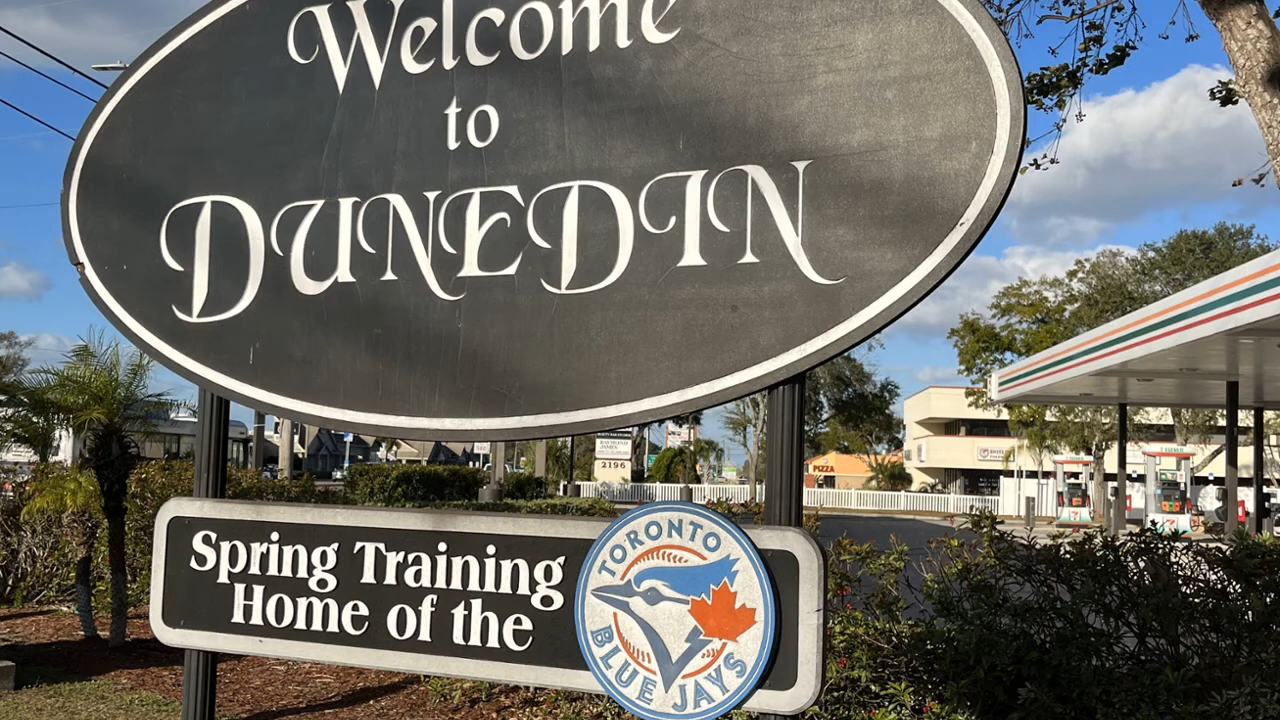 Welcome
to
DUNEDIN
Spring Training
Home of the
TORONTO
BLUE JAYS
2196
PIZZA